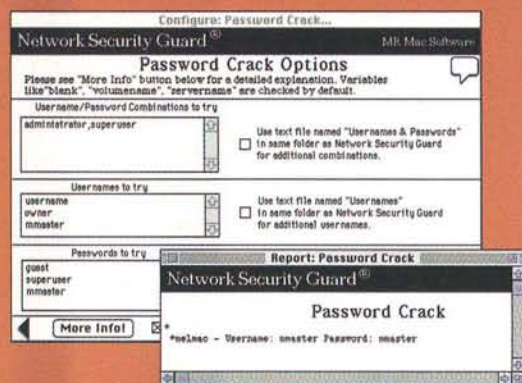 Configure: Password Crack...
Network Security Guard®
MR Mac Software
Password Crack Options
Please see "More Info" button below for a detailed explanation. Variables
like"blank", "volumename", "servername" are checked by default.
Username/Password Combinations to try
administrator,superuser
Use text file named "Usernames & Passwords"
in same folder as Network Security Guard
for additional combinations.
Usernames to try
username
owner
mmaster
Use text file named "Usernames"
in same folder as Network Security Guard
for additional usernames.
Passwords to try
guest
superuser
mmaster
More Info!
Report: Password Crack
Network Security Guard®
Password Crack
*
*melmac - Username: mmaster Password: mmaster